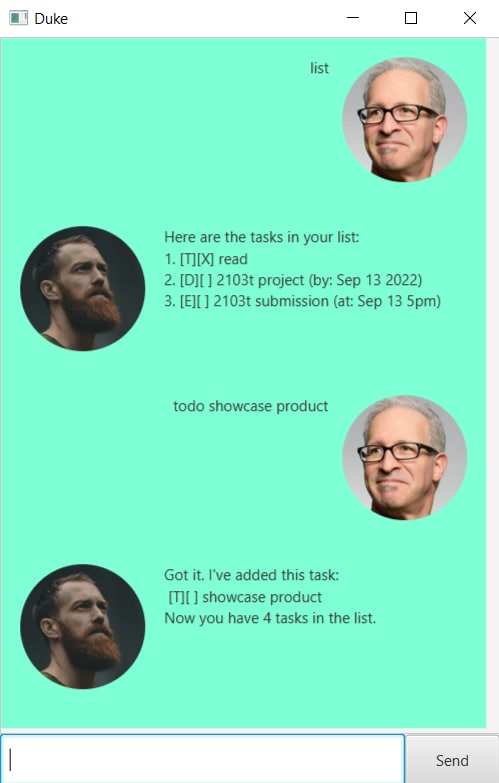 Duke
list
Here are the tasks in your list:
1. [T][X] read
2. [D][ ] 2103t project (by: Sep 13 2022)
3. [E][ ] 2103t submission (at: Sep 13 5pm)
todo showcase product
Got it. I've added this task:
[T][ ] showcase product
Now you have 4 tasks in the list.
Send